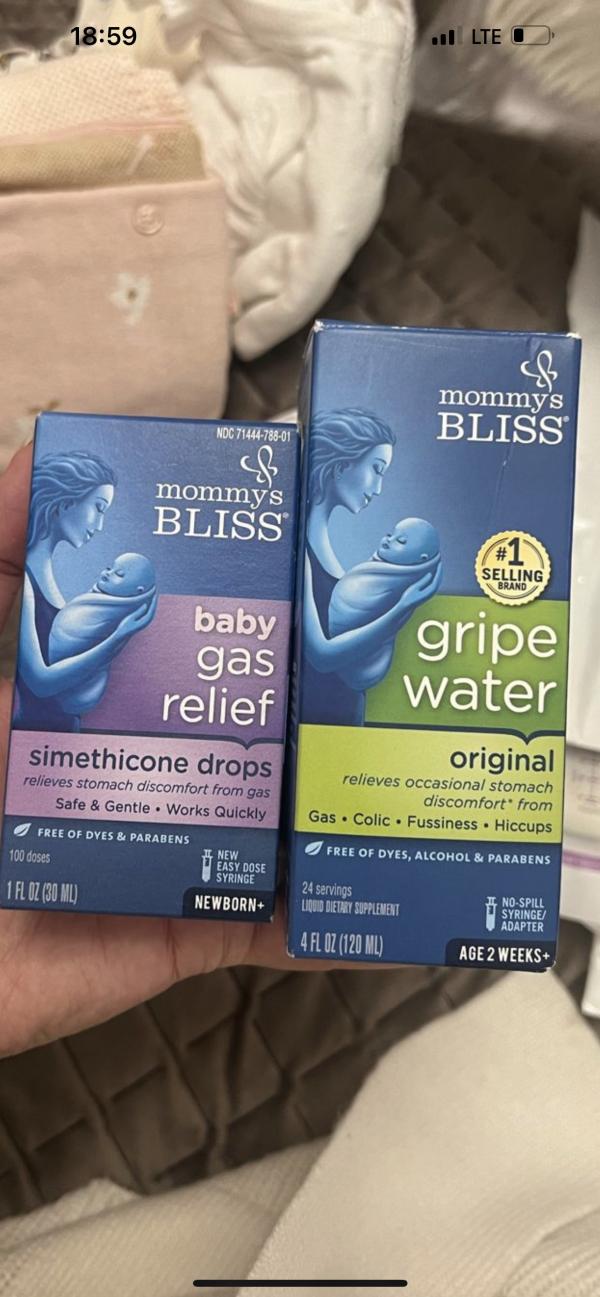 18:59
LTE
NDC 71444-788-01
mommy's
BLISS®
baby
gas
relief
simethicone drops
relieves stomach discomfort from gas
Safe & Gentle • Works Quickly
FREE OF DYES & PARABENS
100 doses
NEW
EASY DOSE
SYRINGE
1 FL OZ (30 ML)
NEWBORN+
mommy's
BLISS®
#1
SELLING
BRAND
gripe
water
original
relieves occasional stomach
discomfort* from
Gas • Colic • Fussiness • Hiccups
FREE OF DYES, ALCOHOL & PARABENS
24 servings
LIQUID DIETARY SUPPLEMENT
NO-SPILL
SYRINGE/
ADAPTER
4 FL OZ (120 ML)
AGE 2 WEEKS+